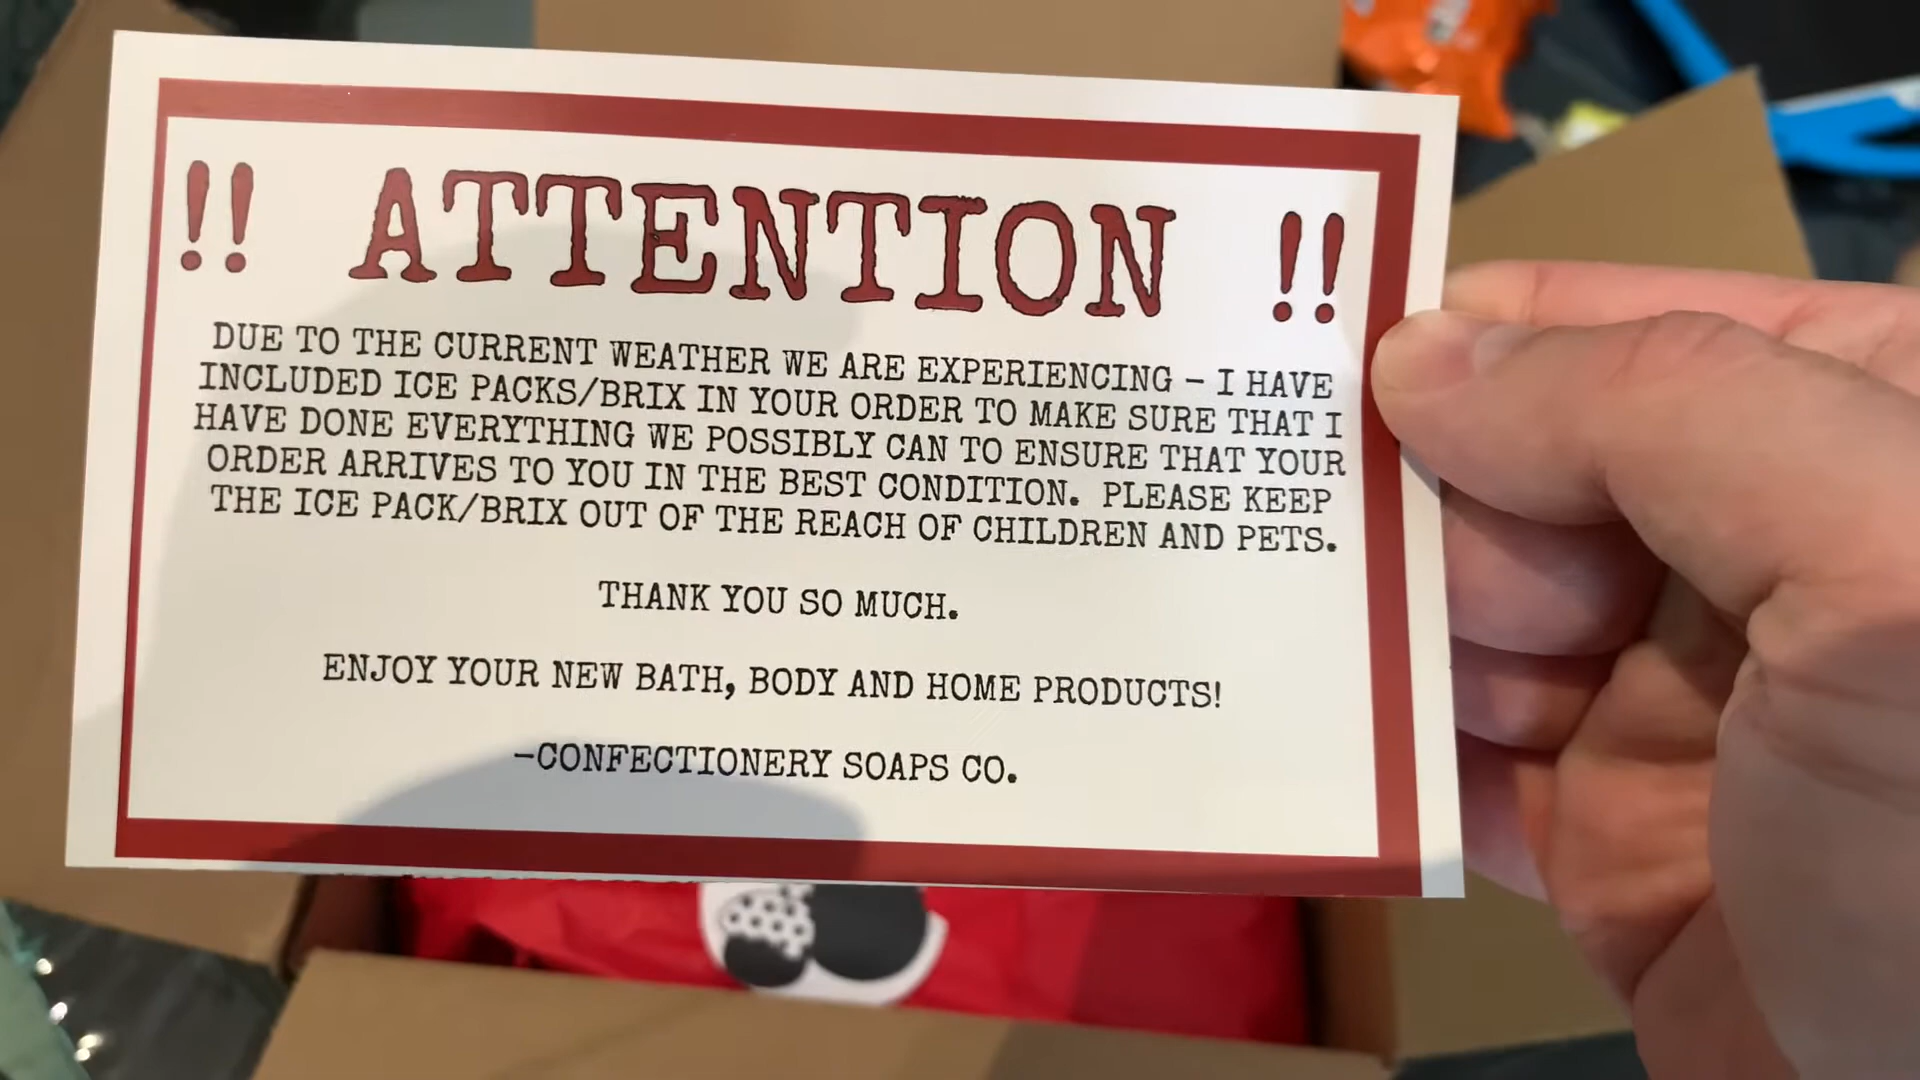 !! ATTENTION !!
DUE TO THE CURRENT WEATHER WE ARE EXPERIENCING – I HAVE
INCLUDED ICE PACKS/BRIX IN YOUR ORDER TO MAKE SURE THAT I
HAVE DONE EVERYTHING WE POSSIBLY CAN TO ENSURE THAT YOUR
ORDER ARRIVES TO YOU IN THE BEST CONDITION. PLEASE KEEP
THE ICE PACK/BRIX OUT OF THE REACH OF CHILDREN AND PETS.
THANK YOU SO MUCH.
ENJOY YOUR NEW BATH, BODY AND HOME PRODUCTS!
–CONFECTIONERY SOAPS CO.